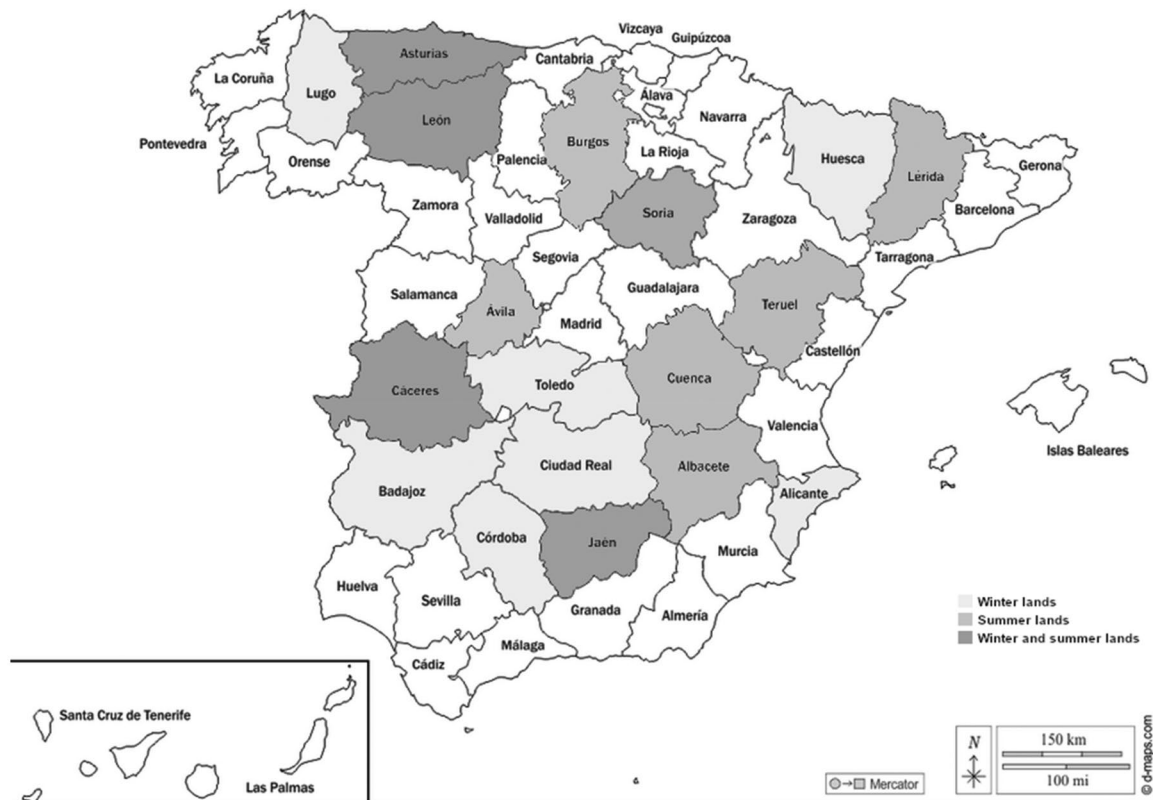 Vizcaya
Guipúzcoa
Asturias
Cantabria
La Coruña
Lugo
Álava
León
Navarra
Pontevedra
Burgos
La Rioja
Palencia
Orense
Huesca
Gerona
Lérida
Zamora
Valladolid
Soria
Zaragoza
Barcelona
Segovia
Tarragona
Salamanca
Guadalajara
Ávila
Teruel
Madrid
Castellón
Cáceres
Toledo
Cuenca
Valencia
Islas Baleares
Ciudad Real
Albacete
Badajoz
Alicante
Córdoba
Jaén
Murcia
Huelva
Sevilla
Granada
Almería
Málaga
Cádiz
Winter lands
Summer lands
Winter and summer lands
Santa Cruz de Tenerife
Las Palmas
N
150 km
100 mi
Mercator
© d-maps.com